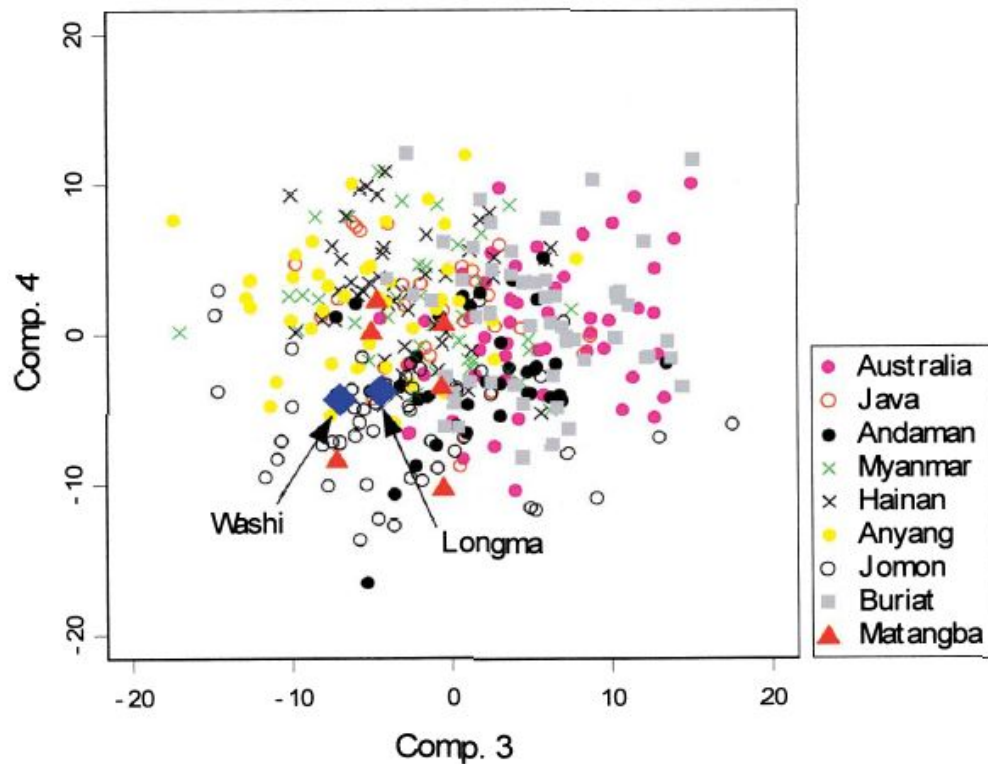 20
10
0
-10
-20
Comp. 4
Washi
Longma
-20
-10
0
10
20
Comp. 3
Australia
Java
Andaman
Myanmar
Hainan
Anyang
Jomon
Buriat
Matangba